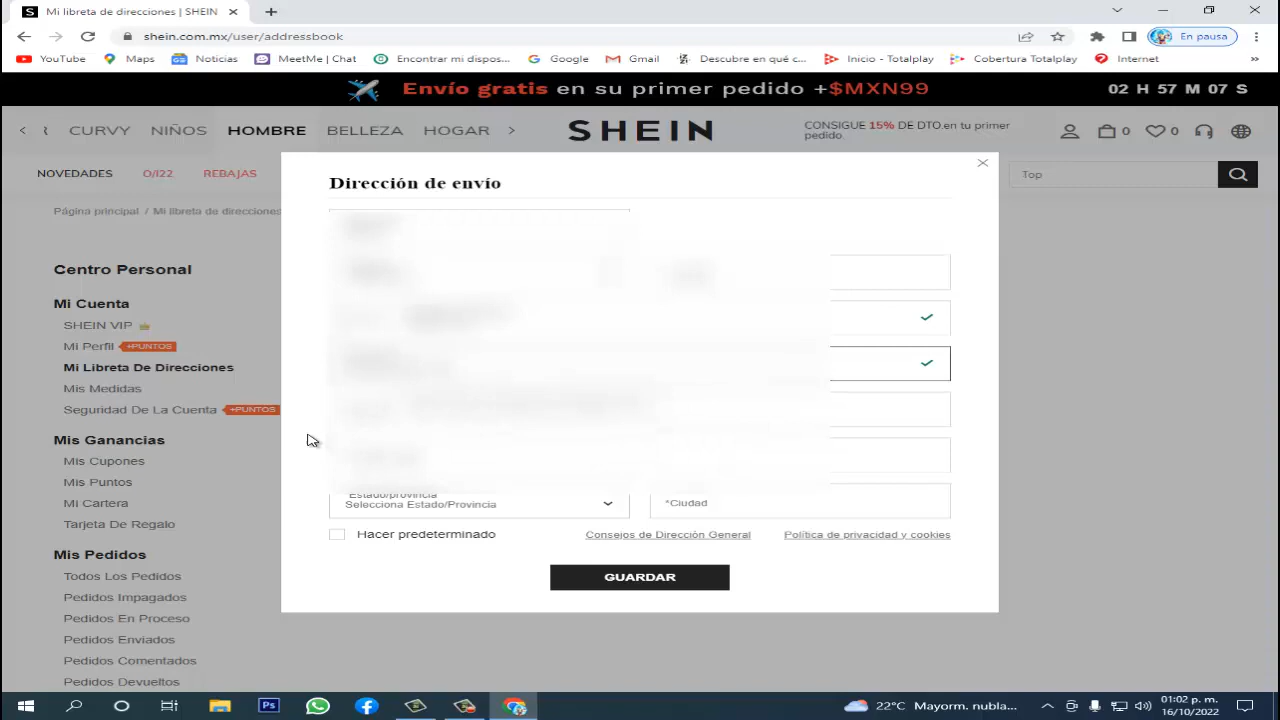 Mi libreta de direcciones | SHEIN
shein.com.mx/user/addressbook
En pausa
YouTube
Maps
Noticias
MeetMe | Chat
Encontrar mi dispos...
Google
Gmail
Descubre en qué c...
Inicio - Totalplay
Cobertura Totalplay
Internet
»
Envío gratis en su primer pedido +$MXN99
02 H 57 M 07 S
CURVY
NIÑOS
HOMBRE
BELLEZA
HOGAR
SHEIN
CONSIGUE 15% DE DTO.en tu primer
pedido.
0
0
NOVEDADES
O/I22
REBAJAS
Top
Página principal / Mi libreta de direcciones
Dirección de envío
Centro Personal
Mi Cuenta
SHEIN VIP
Mi Perfil +PUNTOS
Mi Libreta De Direcciones
Mis Medidas
Seguridad De La Cuenta +PUNTOS
Mis Ganancias
Mis Cupones
Mis Puntos
Mi Cartera
Tarjeta De Regalo
Mis Pedidos
Todos Los Pedidos
Pedidos Impagados
Pedidos En Proceso
Pedidos Enviados
Pedidos Comentados
Pedidos Devueltos
Estado/provincia
Selecciona Estado/Provincia
*Ciudad
Hacer predeterminado
Consejos de Dirección General
Política de privacidad y cookies
GUARDAR
Ps
22°C Mayorm. nubla...
01:02 p. m.
16/10/2022